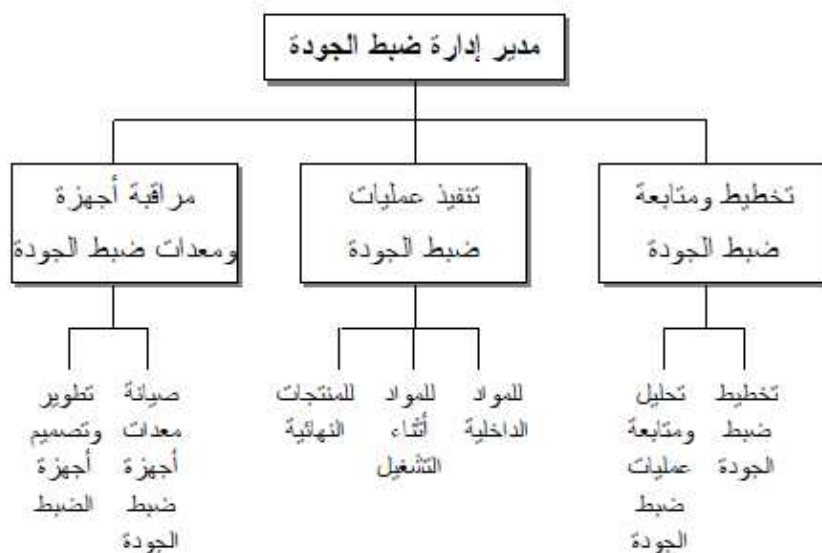 مدير إدارة ضبط الجودة
تخطيط ومتابعة
ضبط الجودة
تنفيذ عمليات
ضبط الجودة
مراقبة أجهزة
ومعدات ضبط الجودة
تخطيط
ضبط
الجودة
تحليل
ومتابعة
عمليات
ضبط
الجودة
للمواد
الداخلية
للمواد
أثناء
التشغيل
للمنتجات
النهائية
صيانة
معدات
أجهزة
ضبط
الجودة
تطوير
وتصميم
أجهزة
الضبط